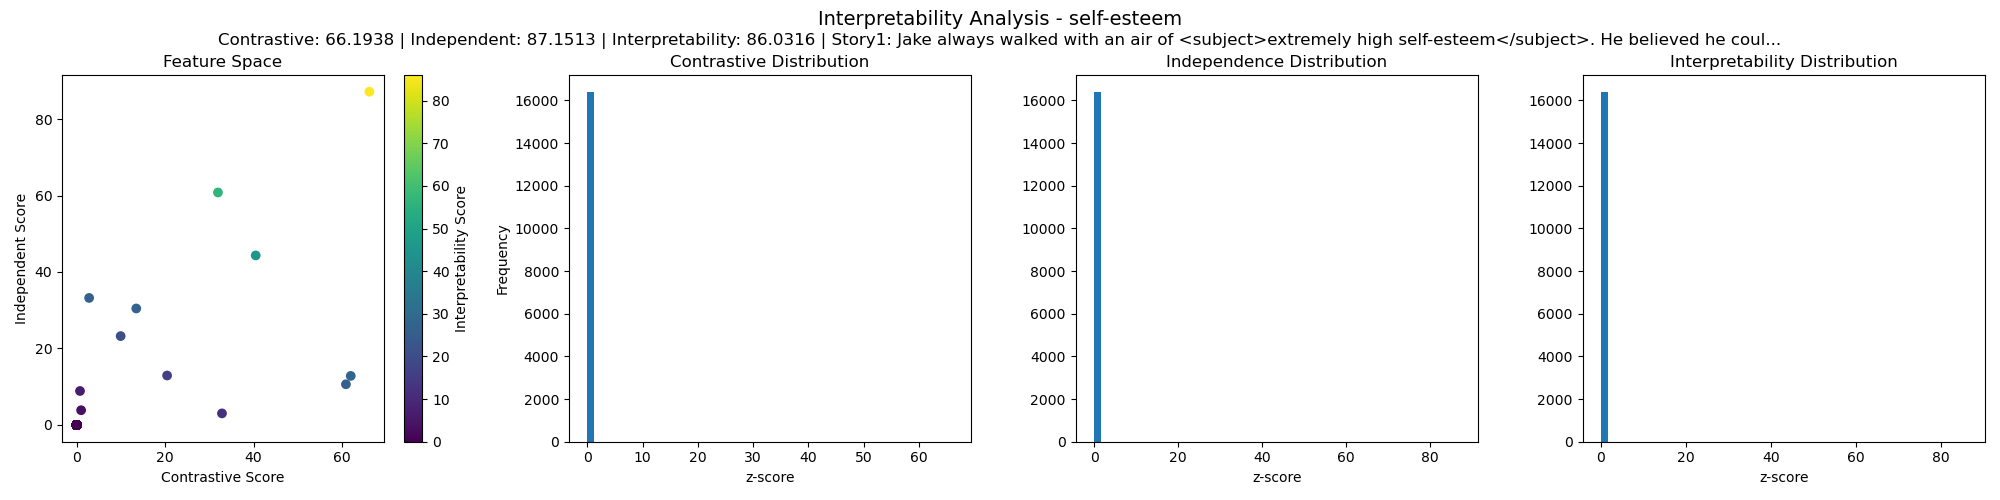 Interpretability Analysis - self-esteem
Contrastive: 66.1938 | Independent: 87.1513 | Interpretability: 86.0316 | Story1: Jake always walked with an air of <subject>extremely high self-esteem</subject>. He believed he coul...
Feature Space
Independent Score
80
60
40
20
0
0 20 40 60
Contrastive Score
80
70
60
50
40
30
20
10
0
Interpretability Score
Contrastive Distribution
Frequency
16000
14000
12000
10000
8000
6000
4000
2000
0
0 10 20 30 40 50 60
z-score
Independence Distribution
16000
14000
12000
10000
8000
6000
4000
2000
0
0 20 40 60 80
z-score
Interpretability Distribution
16000
14000
12000
10000
8000
6000
4000
2000
0
0 20 40 60 80
z-score